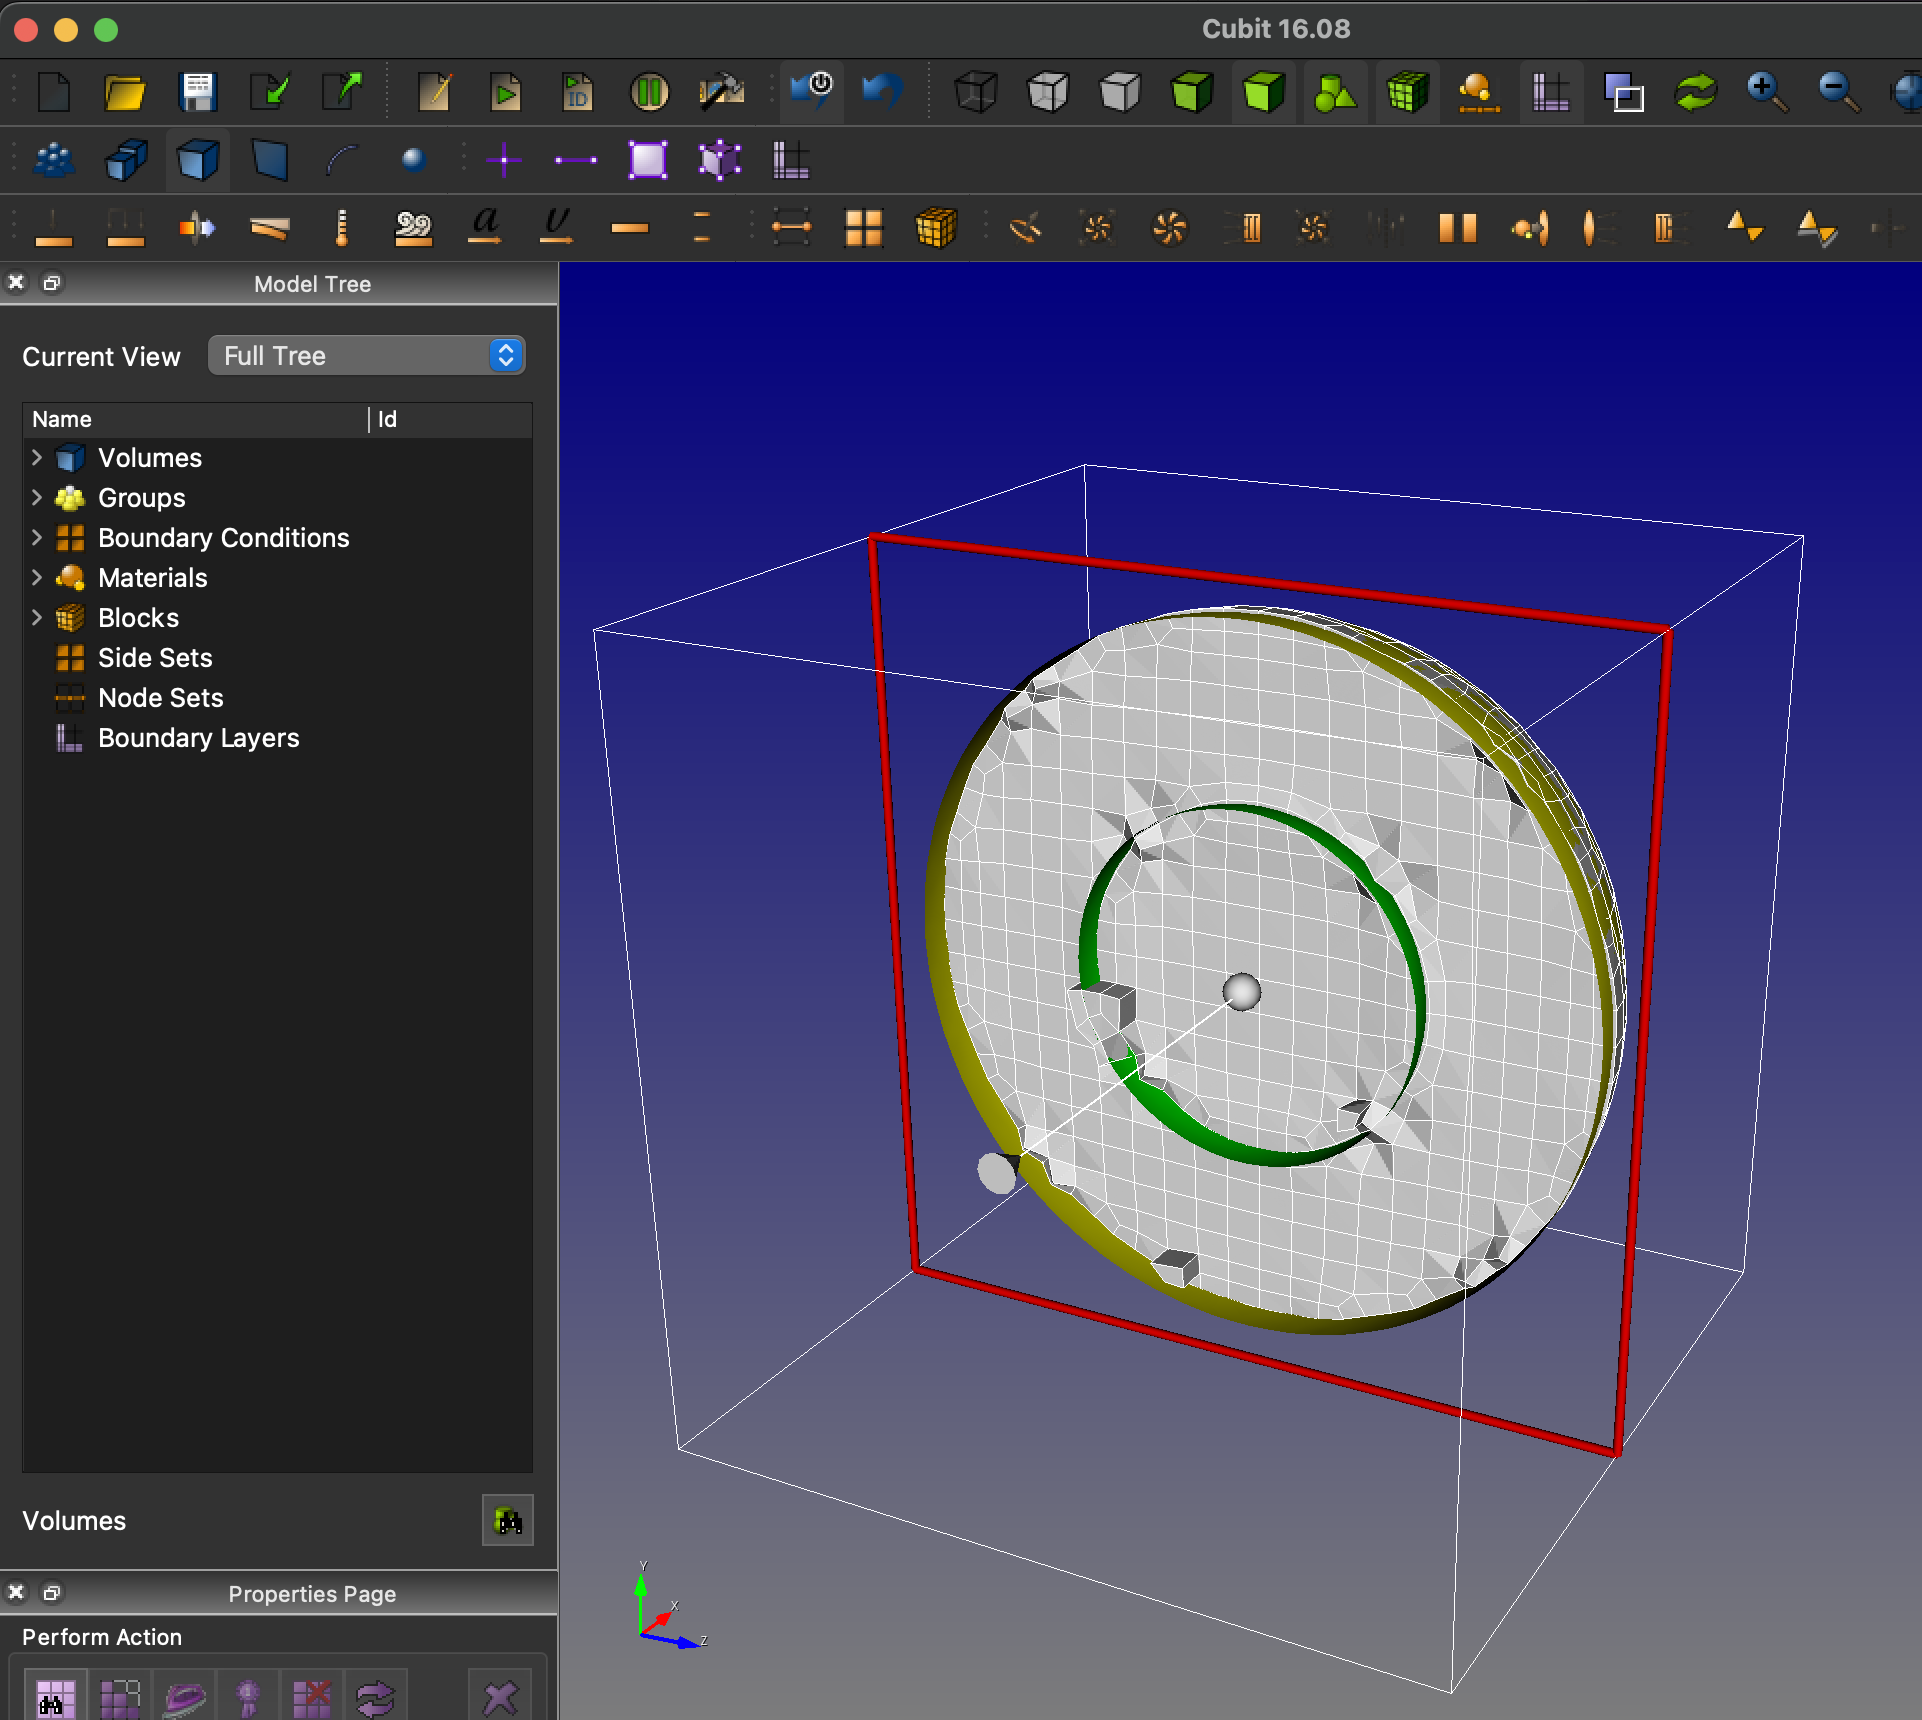 Cubit 16.08
ID
a
v
Model Tree
Current View Full Tree
Name Id
Volumes
Groups
Boundary Conditions
Materials
Blocks
Side Sets
Node Sets
Boundary Layers
Volumes
Properties Page
Perform Action
Y
X
Z